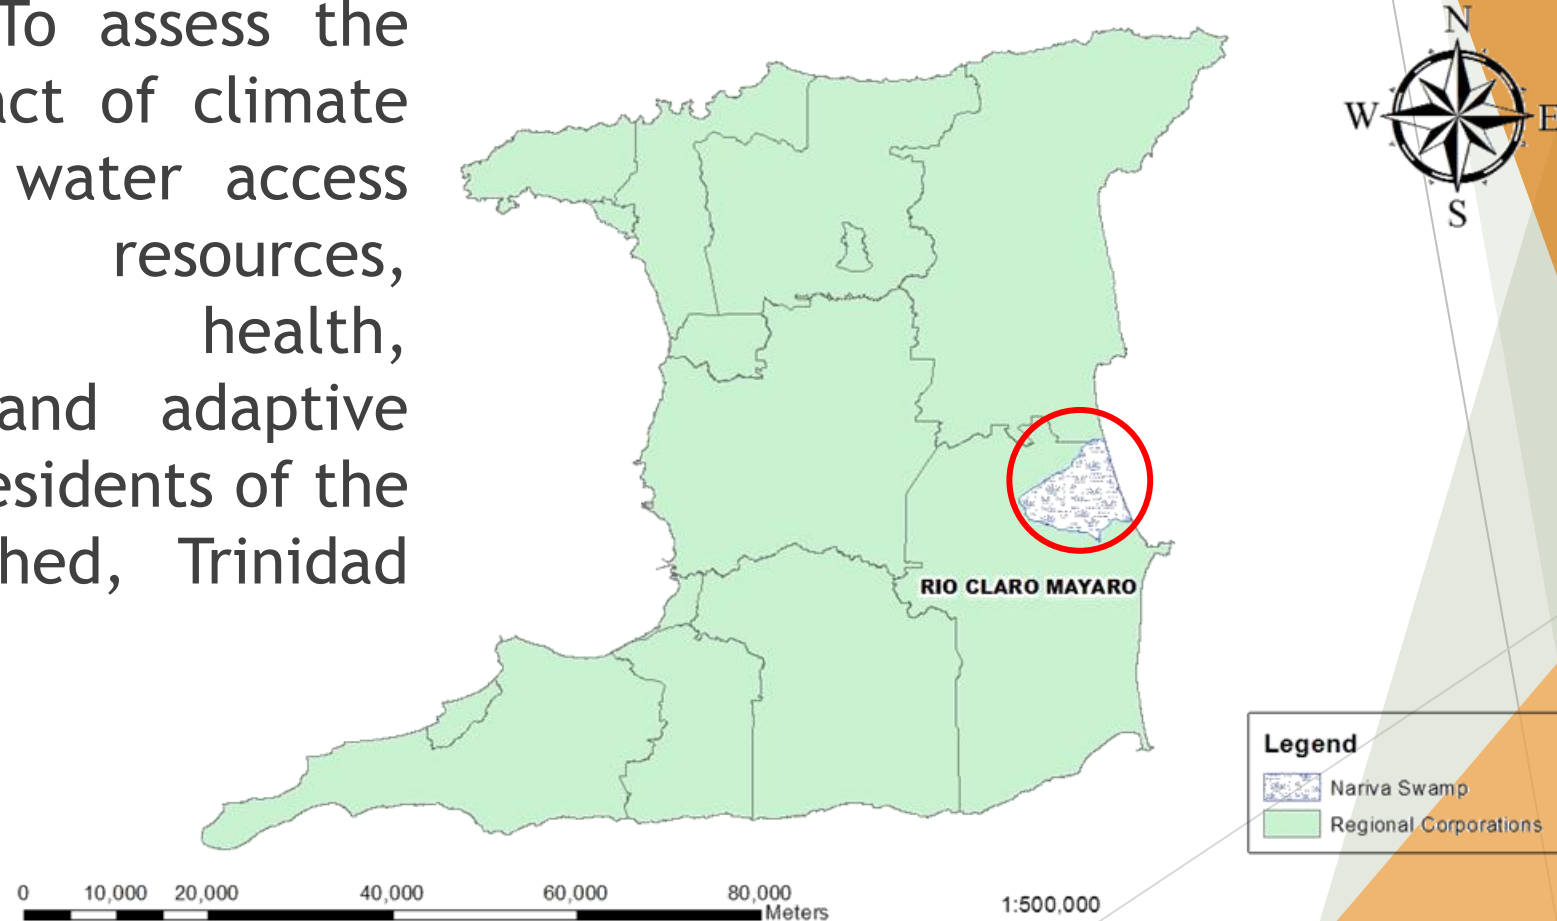 To assess the
act of climate
water access
resources,
health,
and adaptive
esidents of the
hed, Trinidad
N
W E
S
RIO CLARO MAYARO
Legend
Nariva Swamp
Regional Corporations
0 10,000 20,000 40,000 60,000 80,000
Meters
1:500,000